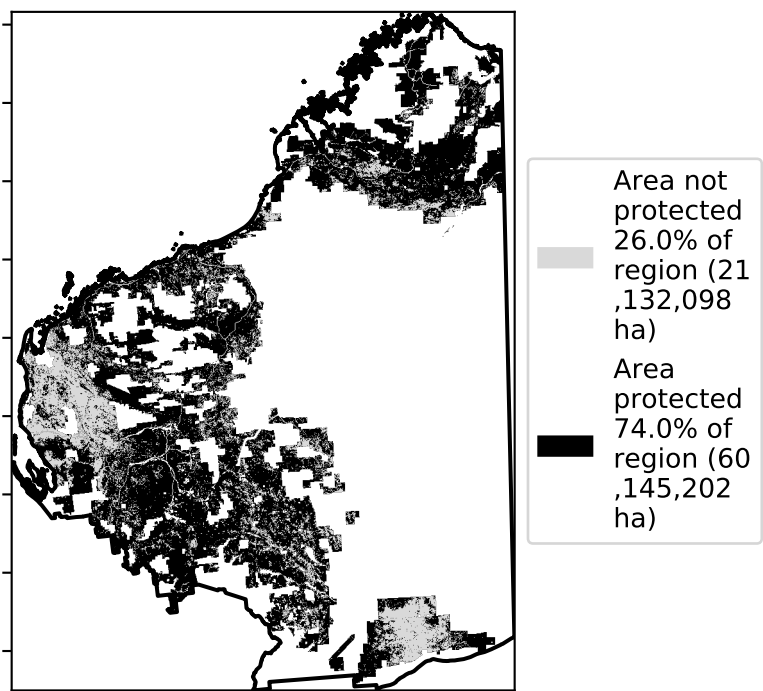 Area not
protected
26.0% of
region (21
,132,098
ha)
Area
protected
74.0% of
region (60
,145,202
ha)